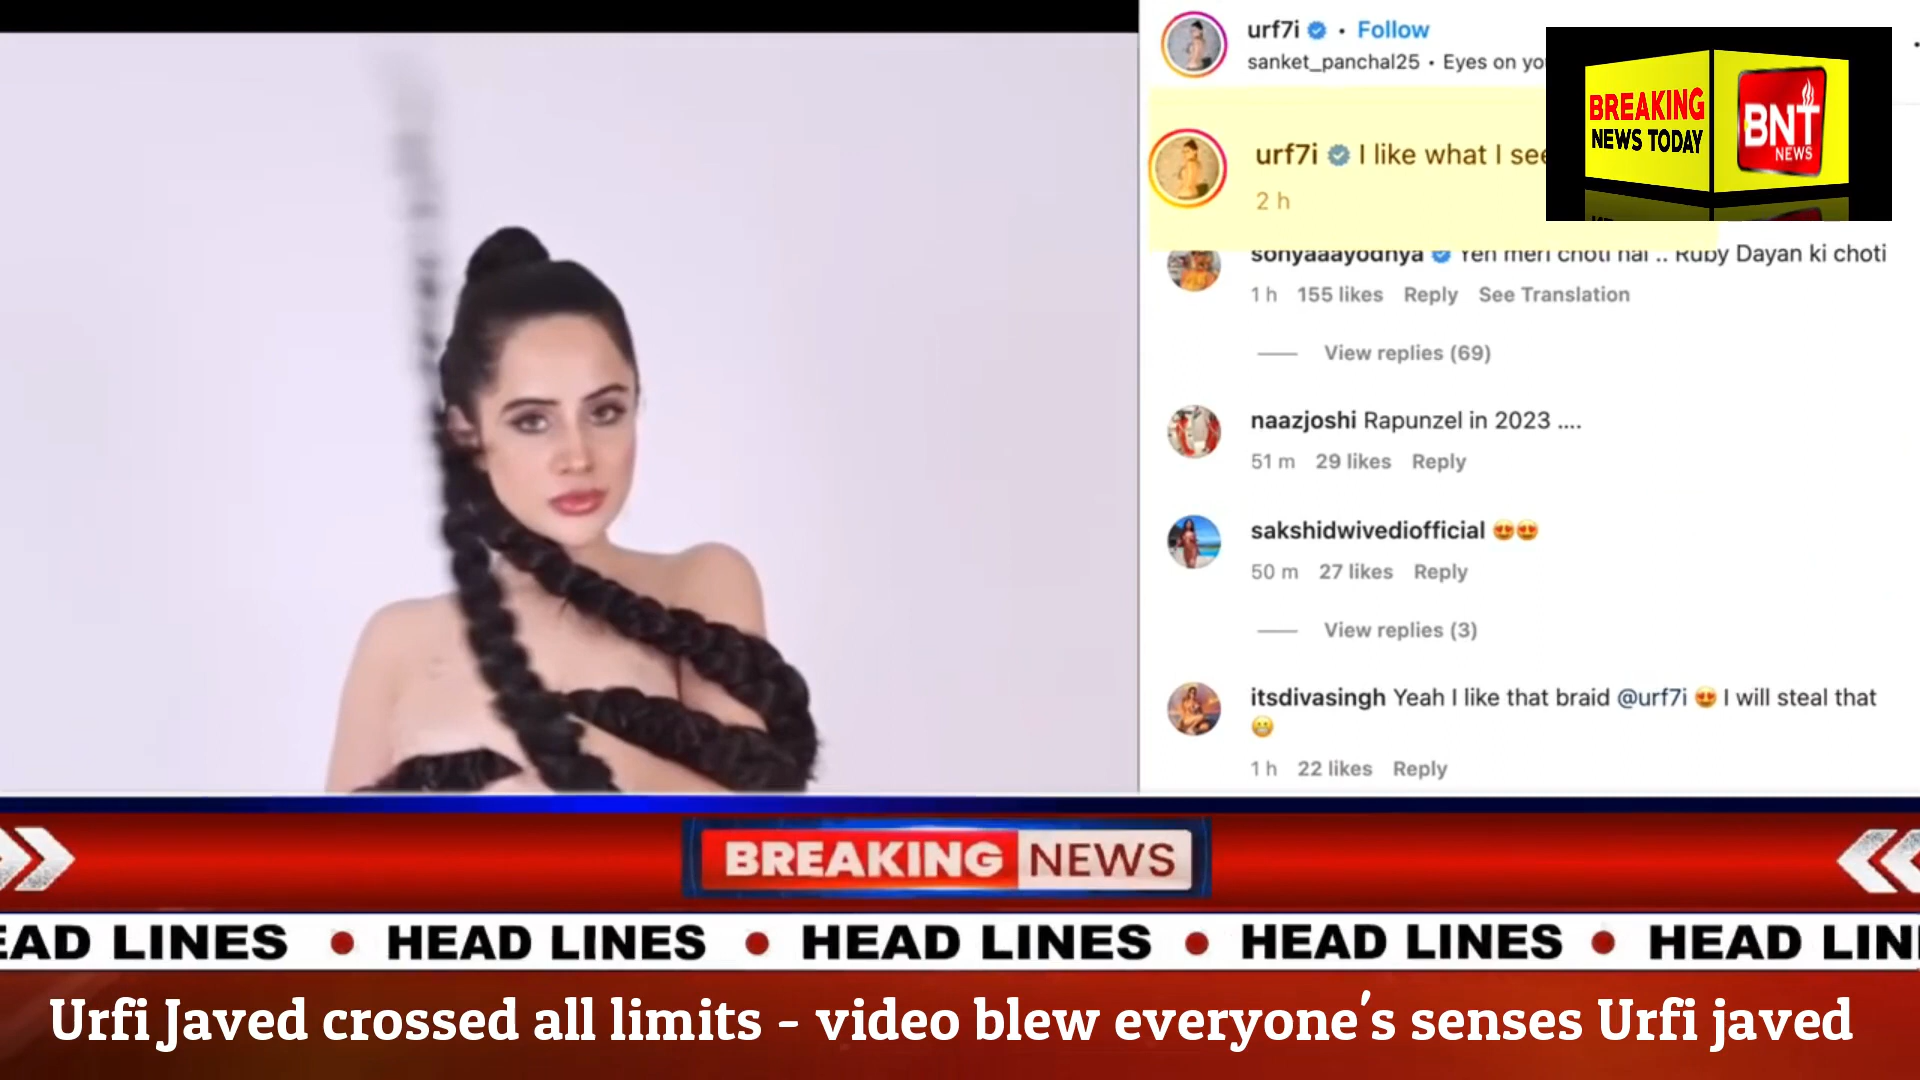 urf7i • Follow
sanket_panchal25 • Eyes on yo
urf7i I like what I see
2 h
sonyaaayodhya Yeh meri choti hai .. Ruby Dayan ki choti
1 h 155 likes Reply See Translation
View replies (69)
naazjoshi Rapunzel in 2023 ....
51 m 29 likes Reply
sakshidwivediofficial 😍😍
50 m 27 likes Reply
View replies (3)
itsdivasingh Yeah I like that braid @urf7i 😍 I will steal that
😬
1 h 22 likes Reply
BREAKING
NEWS TODAY
BNT
NEWS
BREAKING NEWS
EAD LINES • HEAD LINES • HEAD LINES • HEAD LINES • HEAD LIN
Urfi Javed crossed all limits - video blew everyone's senses Urfi javed